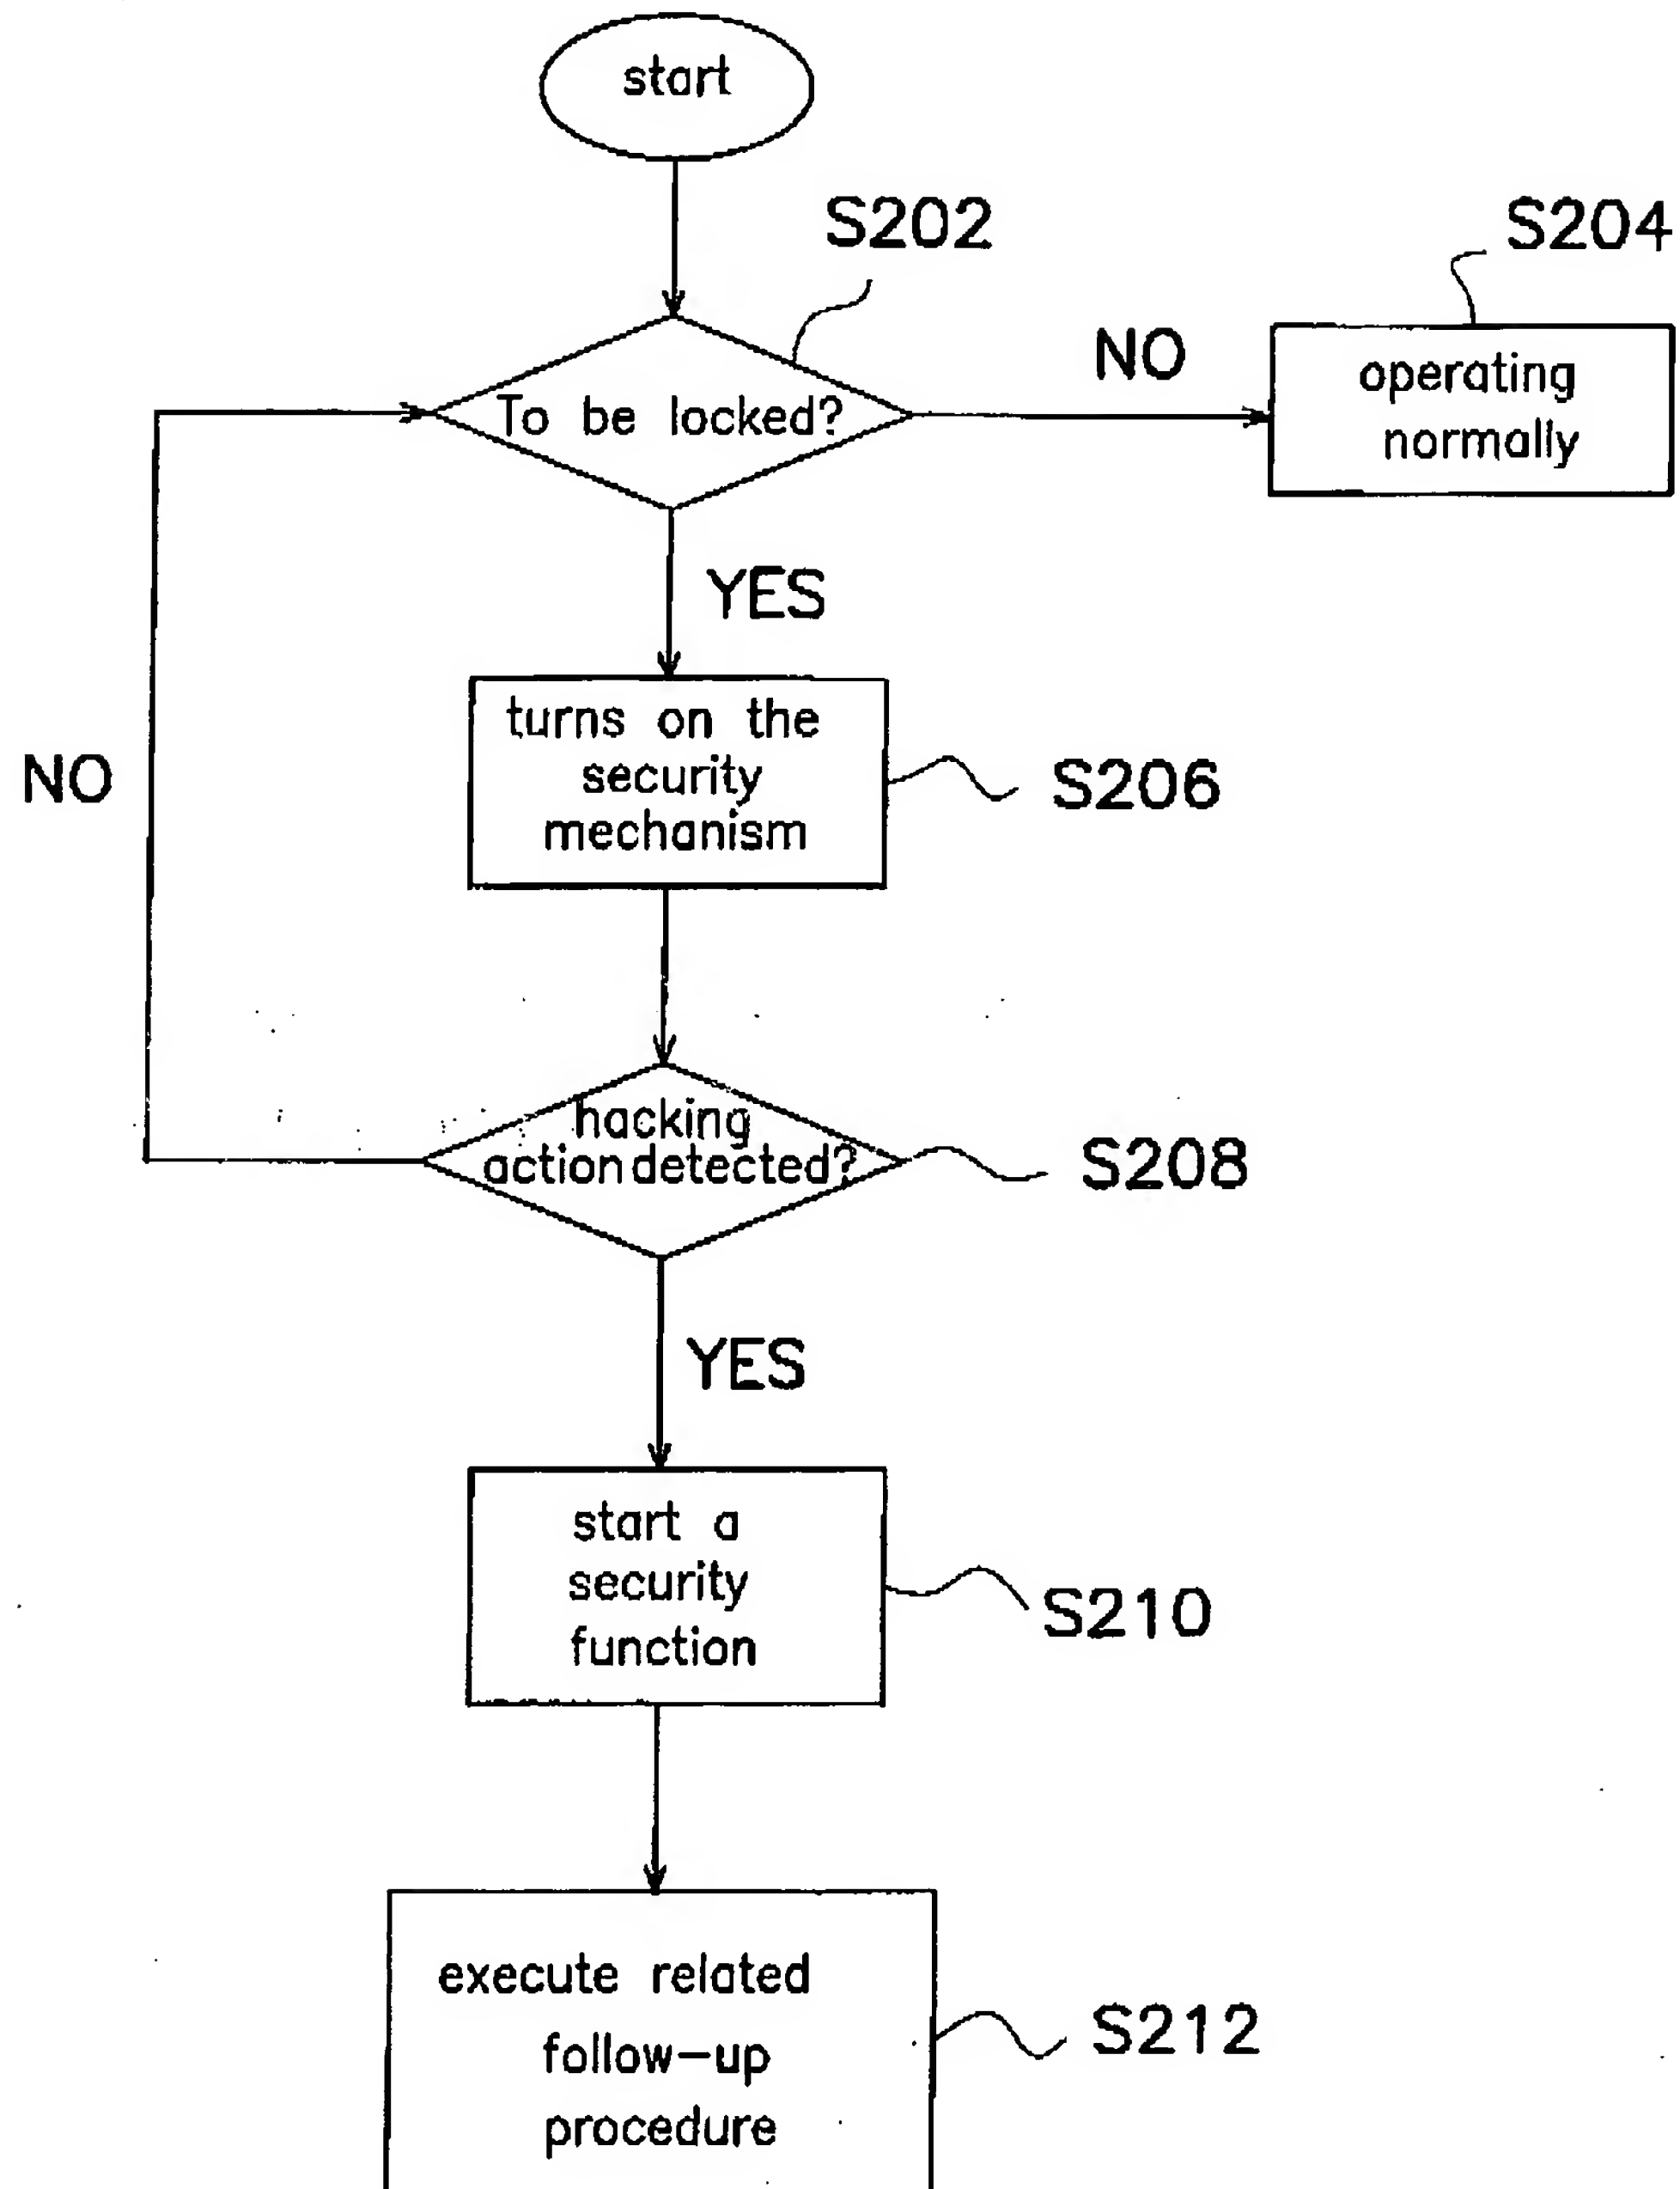 start
S202
S204
To be locked?
NO
operating
normally
YES
turns on the
security
mechanism
S206
NO
hacking
action detected?
S208
YES
start a
security
function
S210
execute related
follow-up
procedure
S212